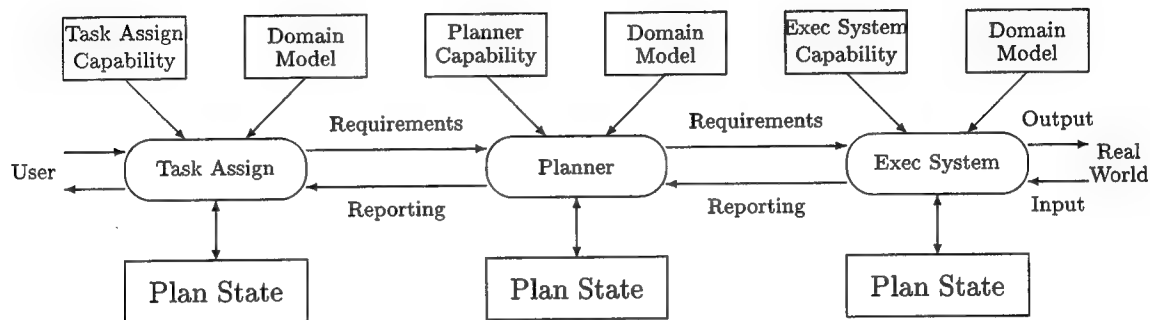 Task Assign
Capability
Domain
Model
Planner
Capability
Domain
Model
Exec System
Capability
Domain
Model
Requirements
Requirements
Output
User
Task Assign
Planner
Exec System
Real
World
Reporting
Reporting
Input
Plan State
Plan State
Plan State